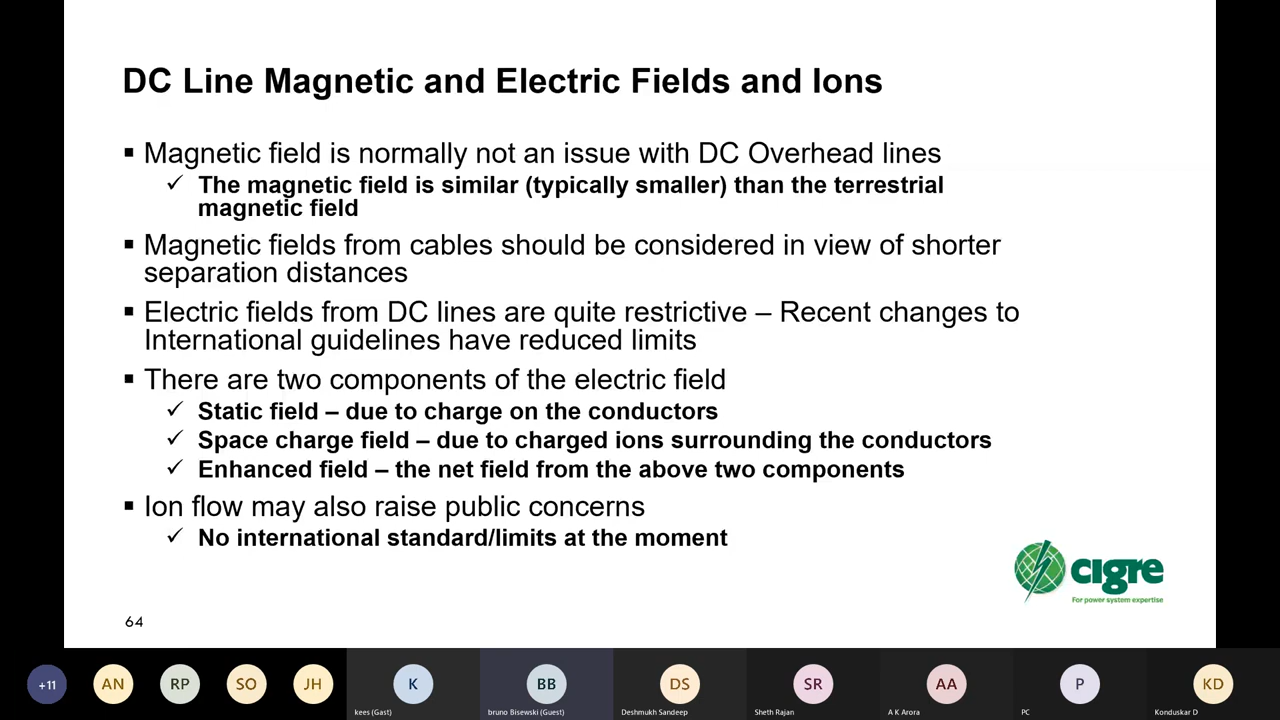 DC Line Magnetic and Electric Fields and Ions
Magnetic field is normally not an issue with DC Overhead lines
The magnetic field is similar (typically smaller) than the terrestrial
magnetic field
Magnetic fields from cables should be considered in view of shorter
separation distances
Electric fields from DC lines are quite restrictive – Recent changes to
International guidelines have reduced limits
There are two components of the electric field
Static field – due to charge on the conductors
Space charge field – due to charged ions surrounding the conductors
Enhanced field – the net field from the above two components
Ion flow may also raise public concerns
No international standard/limits at the moment
cigre
For power system expertise
64
+11 AN RP SO JH K BB DS SR AA P KD
kees (Gast) bruno Bisewski (Guest) Deshmukh Sandeep Sheth Rajan A K Arora PC Konduskar D